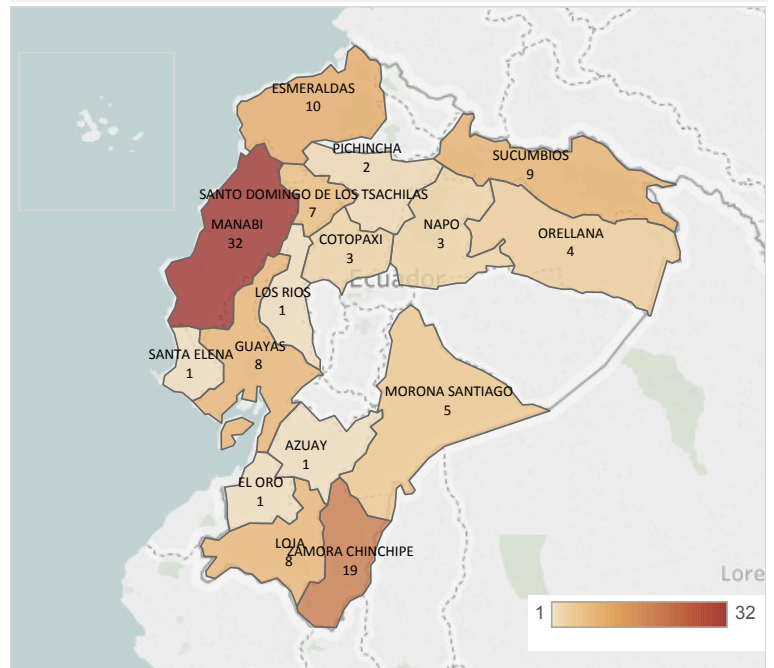 ESMERALDAS
10
PICHINCHA
2
SUCUMBIOS
9
SANTO DOMINGO DE LOS TSACHILAS
7
MANABI
32
COTOPAXI
3
NAPO
3
ORELLANA
4
Ecuador
LOS RIOS
1
SANTA ELENA
1
GUAYAS
8
MORONA SANTIAGO
5
AZUAY
1
EL ORO
1
LOJA
8
ZAMORA CHINCHIPE
19
Lore
1
32